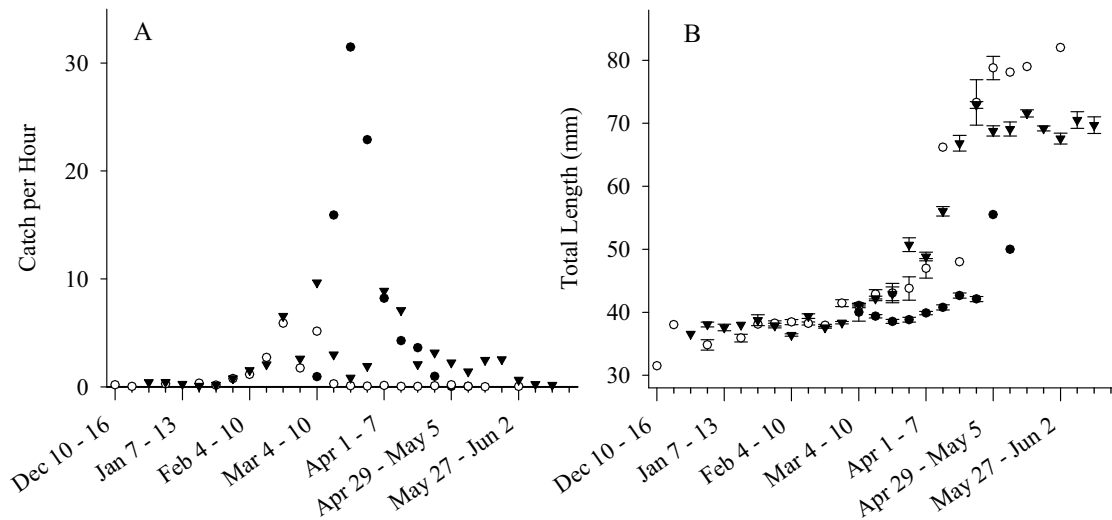 A
B
Catch per Hour
30
20
10
0
Total Length (mm)
80
70
60
50
40
30
Dec 10 - 16
Jan 7 - 13
Feb 4 - 10
Mar 4 - 10
Apr 1 - 7
Apr 29 - May 5
May 27 - Jun 2
Dec 10 - 16
Jan 7 - 13
Feb 4 - 10
Mar 4 - 10
Apr 1 - 7
Apr 29 - May 5
May 27 - Jun 2